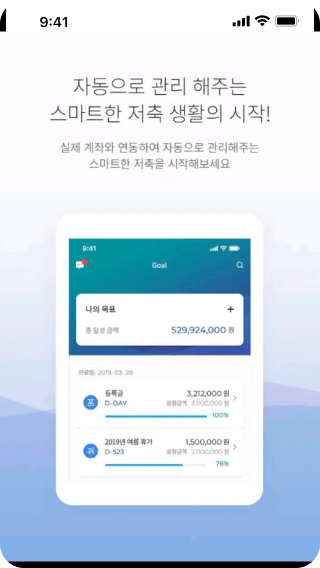 9:41
자동으로 관리 해주는
스마트한 저축 생활의 시작!
실제 계좌와 연동하여 자동으로 관리해주는
스마트한 저축을 시작해보세요
9:41
Goal
나의 목표 +
총 달성 금액 529,924,000 원
만료일: 2019. 03. 28
등록금 3,212,000 원
D-DAY 설정금액 3,000,000 원
100%
2019년 여름 휴가 1,500,000 원
D-523 설정금액 2,000,000 원
76%